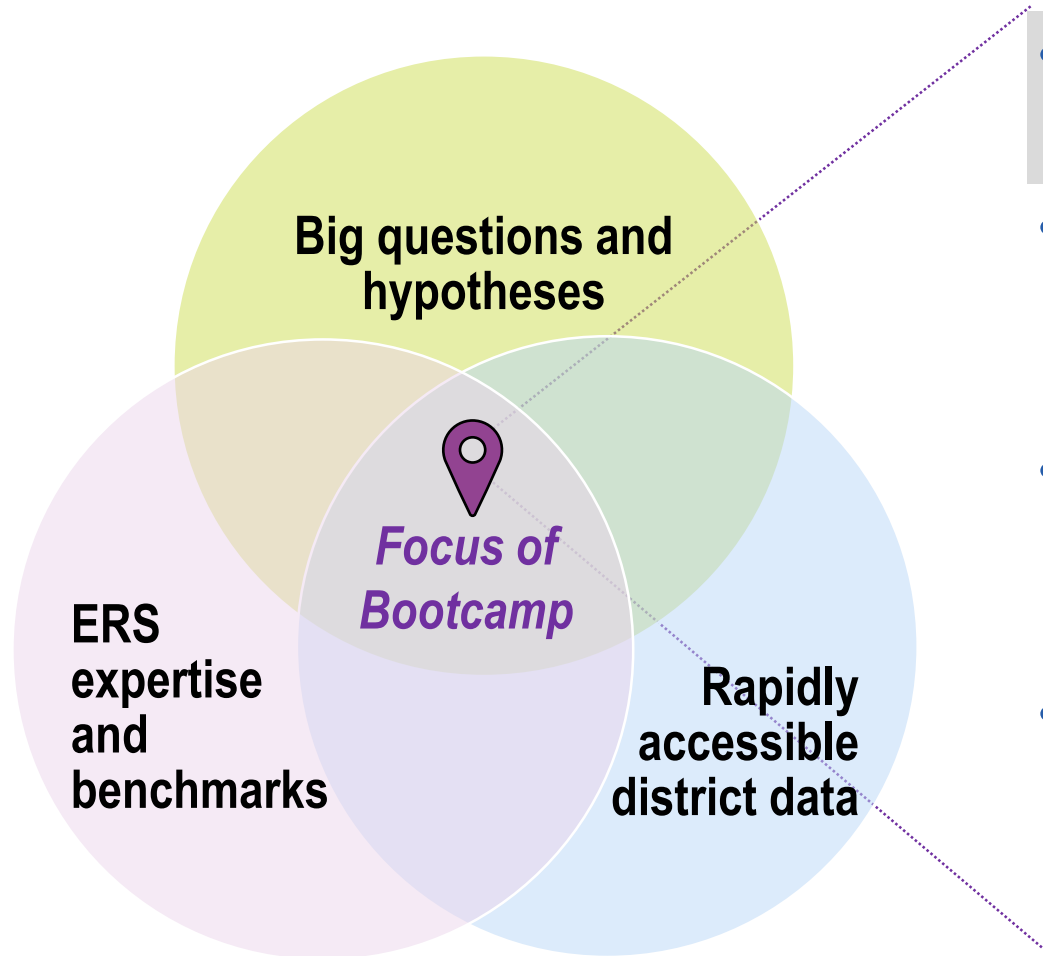 Big questions and
hypotheses
Focus of
Bootcamp
ERS
expertise
and
benchmarks
Rapidly
accessible
district data